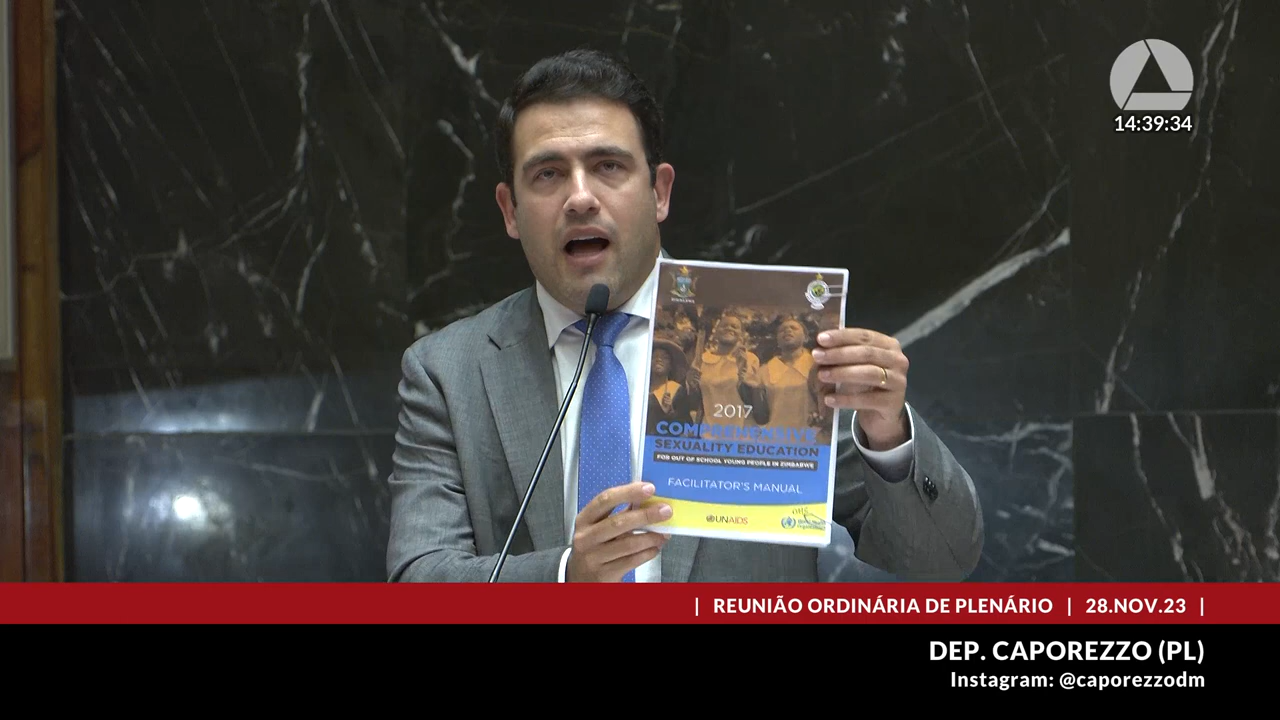 14:39:34
2017
COMPREHENSIVE
SEXUALITY EDUCATION
FOR OUT OF SCHOOL YOUNG PEOPLE IN ZIMBABWE
FACILITATOR'S MANUAL
UNAIDS
| REUNIÃO ORDINÁRIA DE PLENÁRIO | 28.NOV.23 |
DEP. CAPOREZZO (PL)
Instagram: @caporezzodm